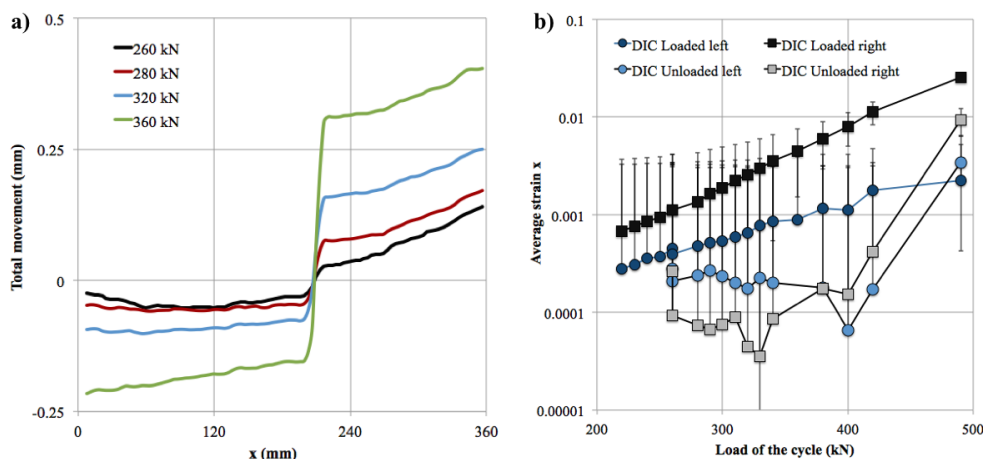 a)
0.5
260 kN
280 kN
320 kN
360 kN
0.25
0
-0.25
Total movement (mm)
0
120
240
360
x (mm)
b)
0.1
DIC Loaded left
DIC Loaded right
DIC Unloaded left
DIC Unloaded right
0.01
0.001
0.0001
0.00001
Average strain x
200
300
400
500
Load of the cycle (kN)